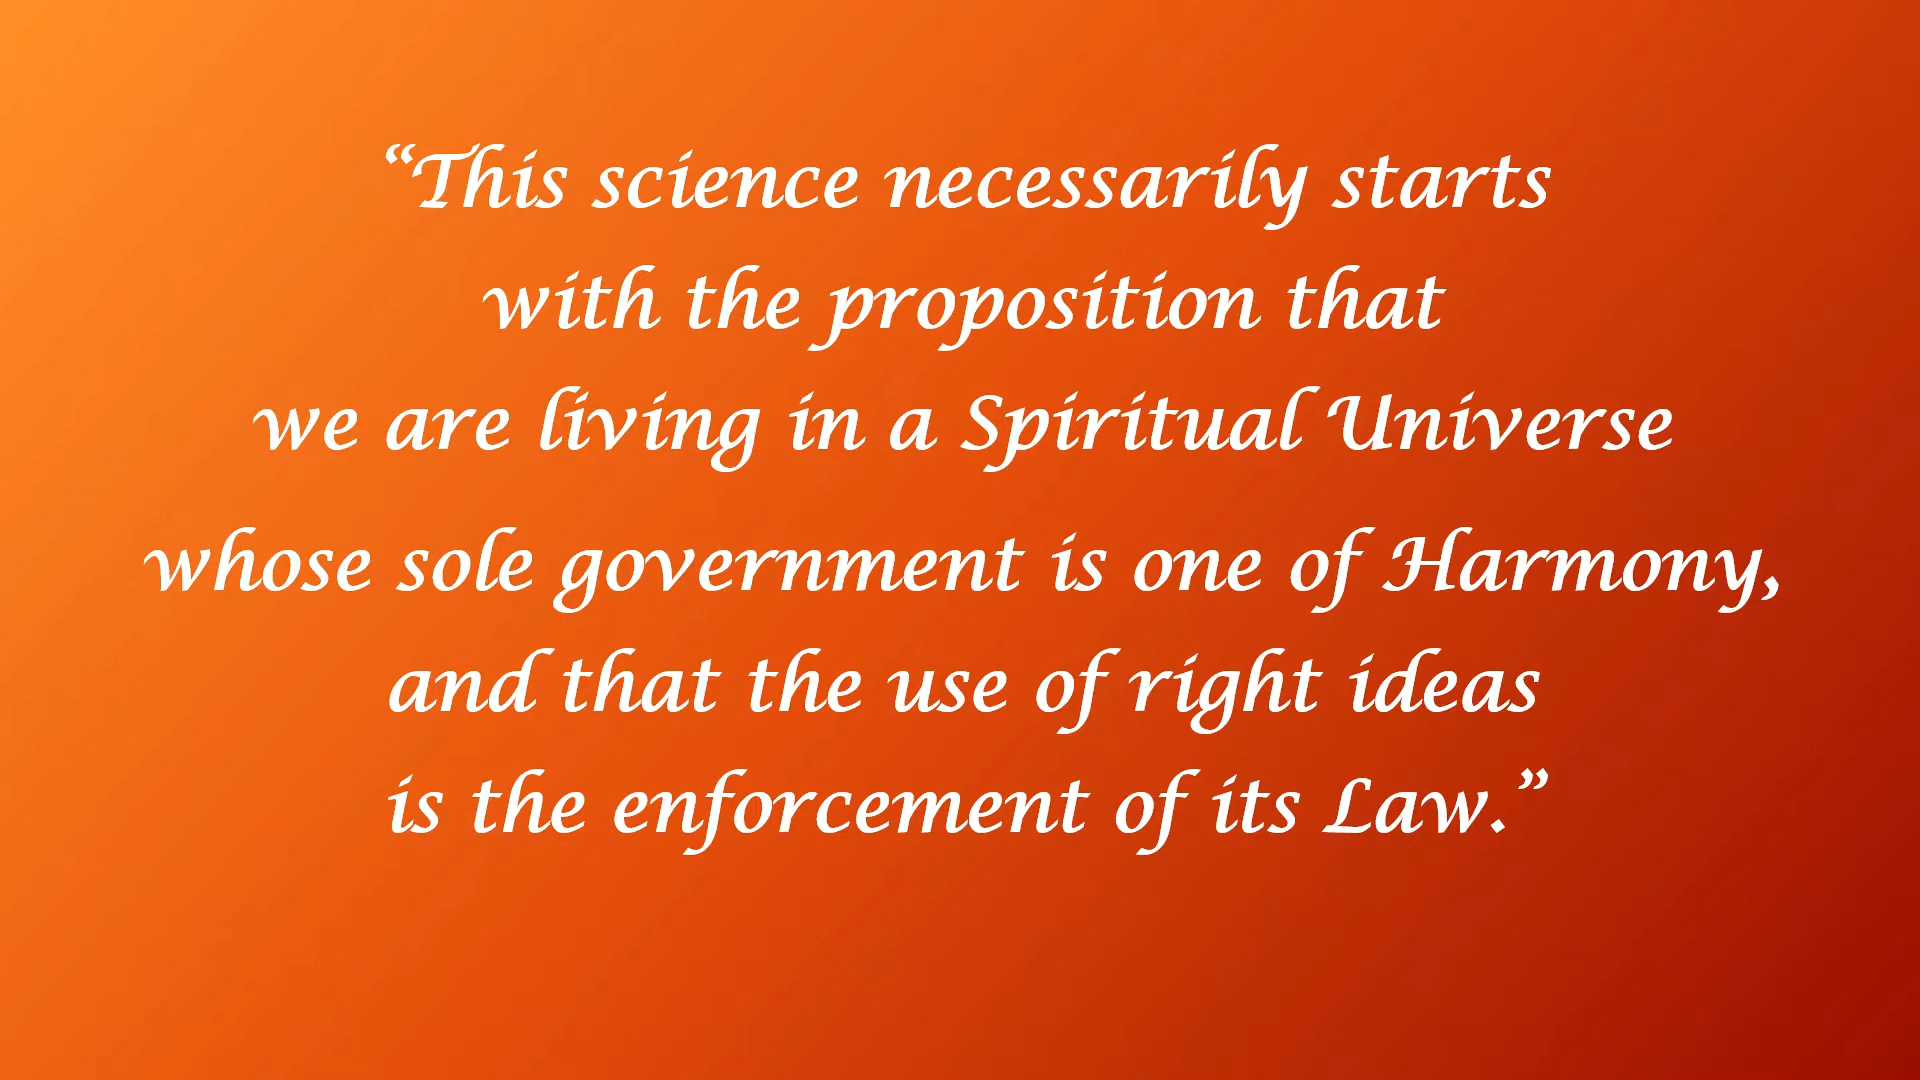 “This science necessarily starts
with the proposition that
we are living in a Spiritual Universe
whose sole government is one of Harmony,
and that the use of right ideas
is the enforcement of its Law.”